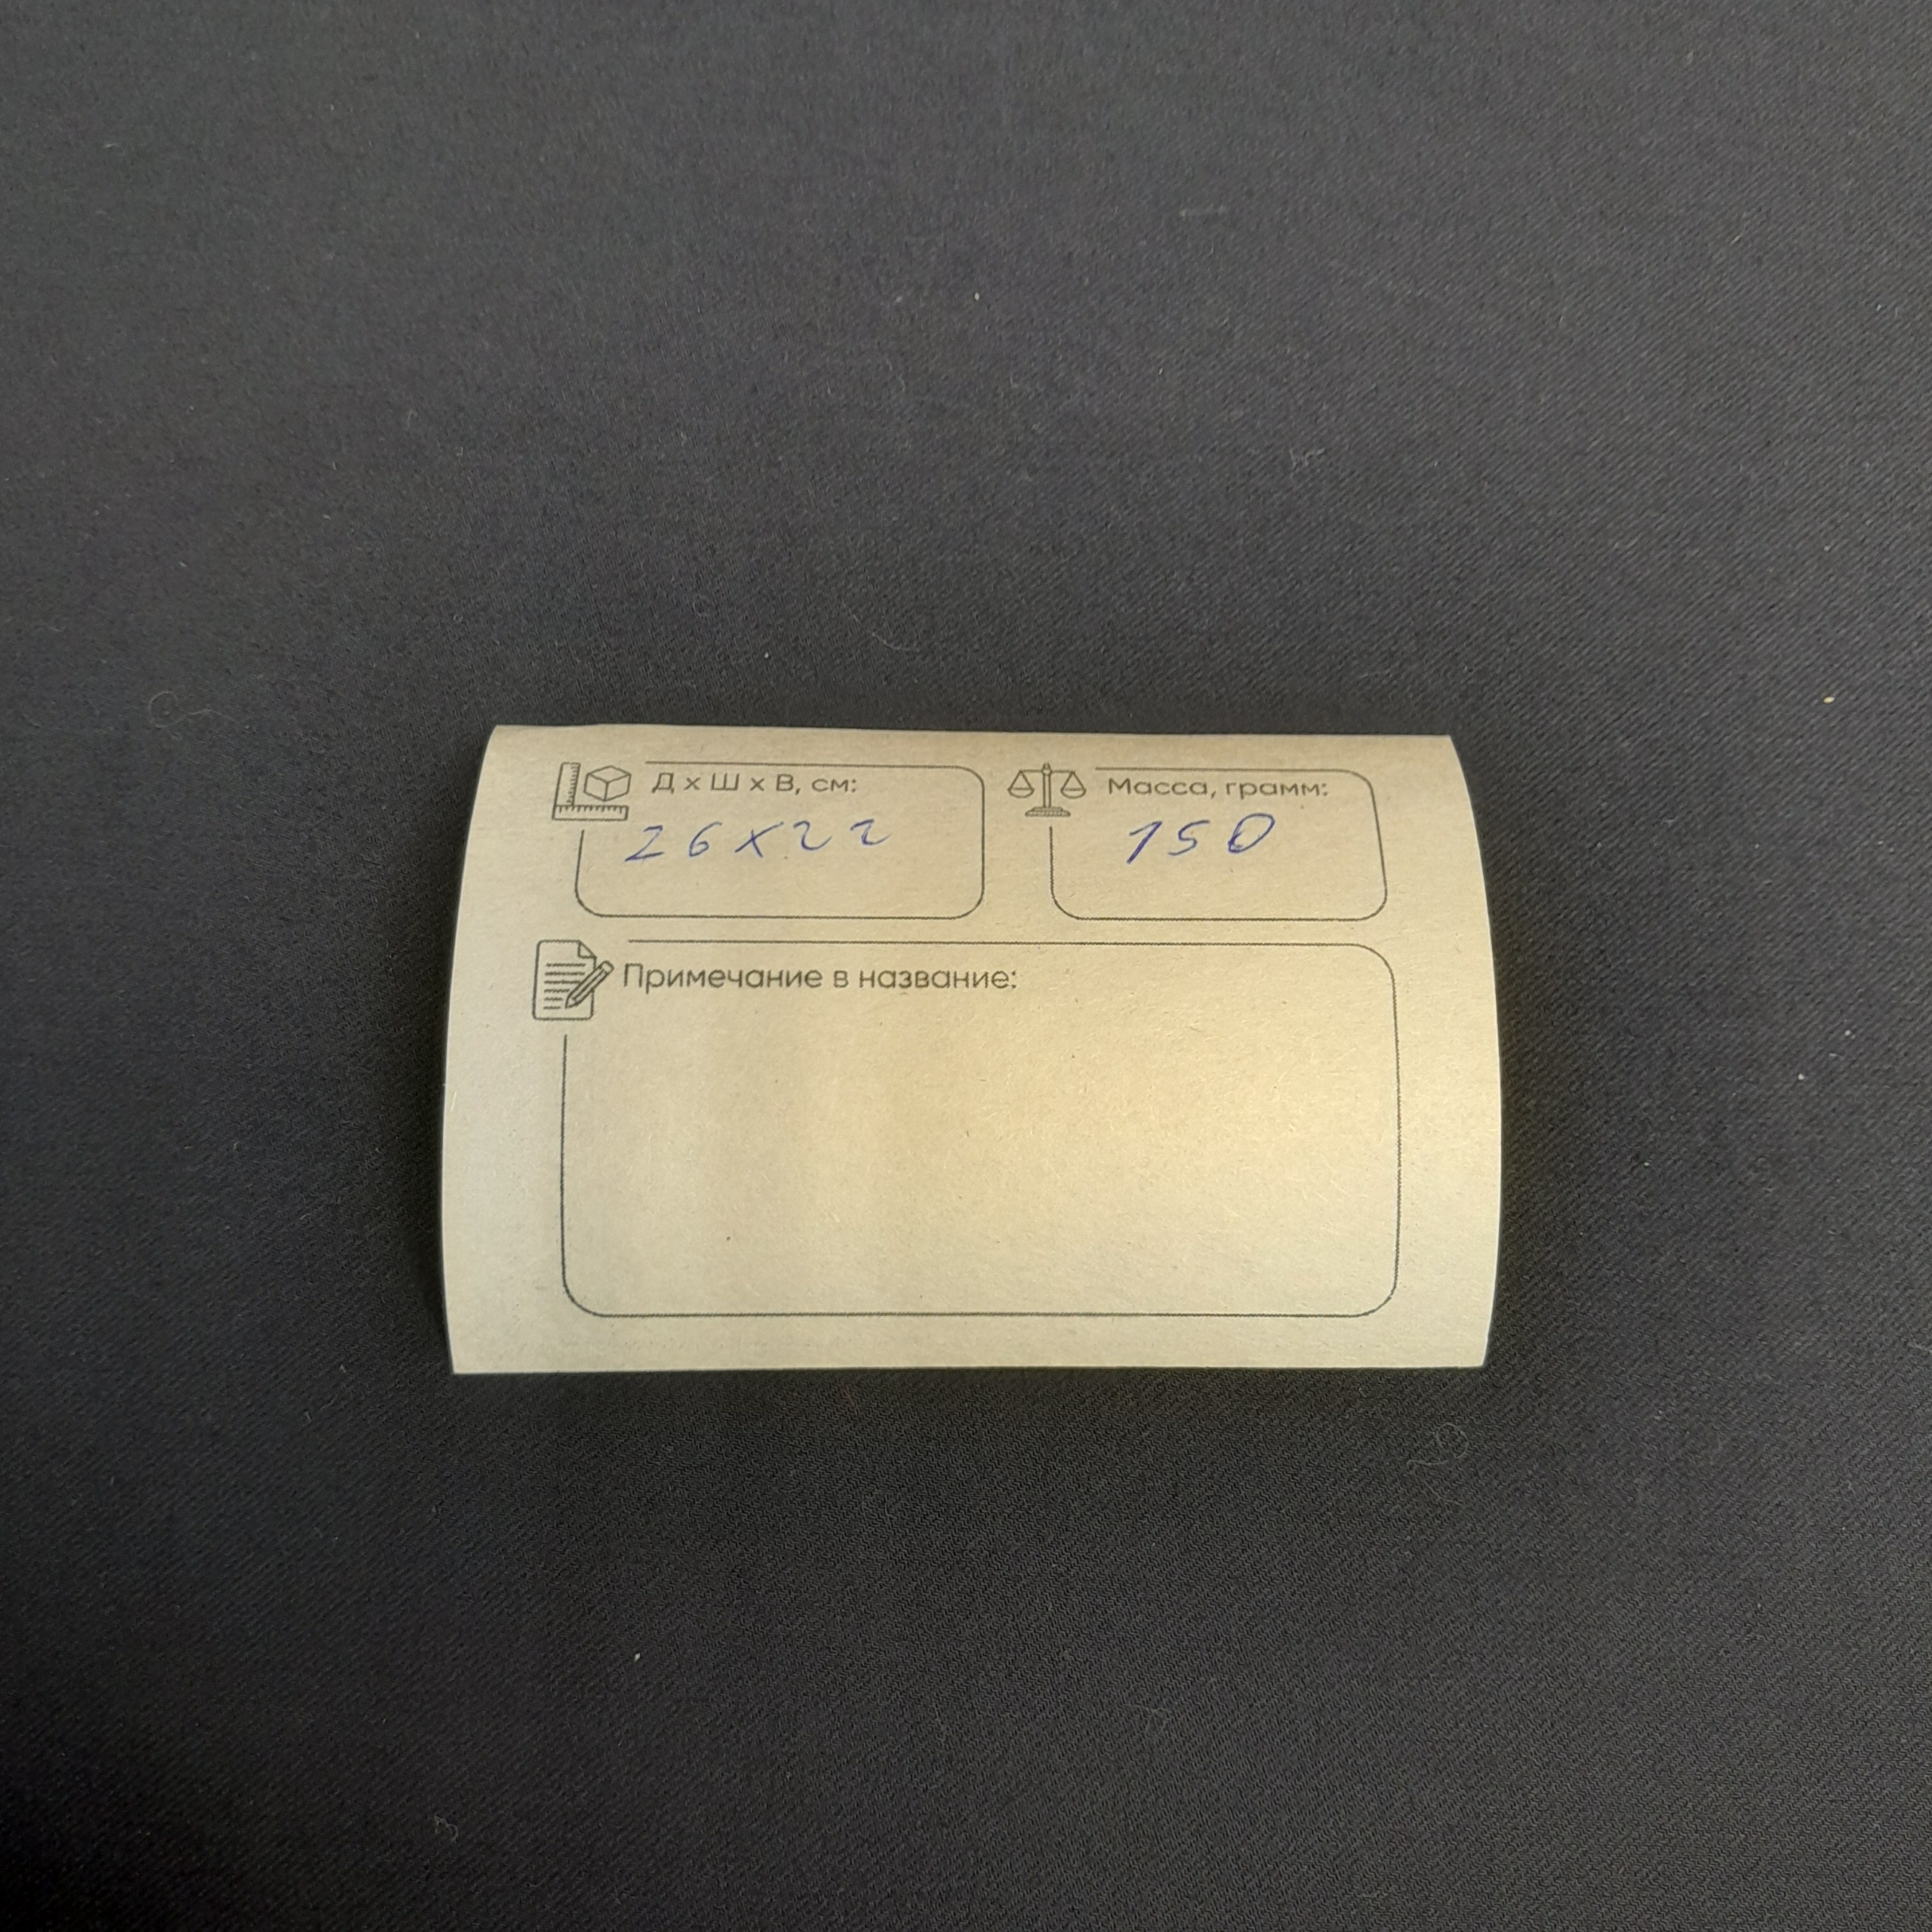 Д х Ш х В, см:
26х22
Масса, грамм:
150
Примечание в название: